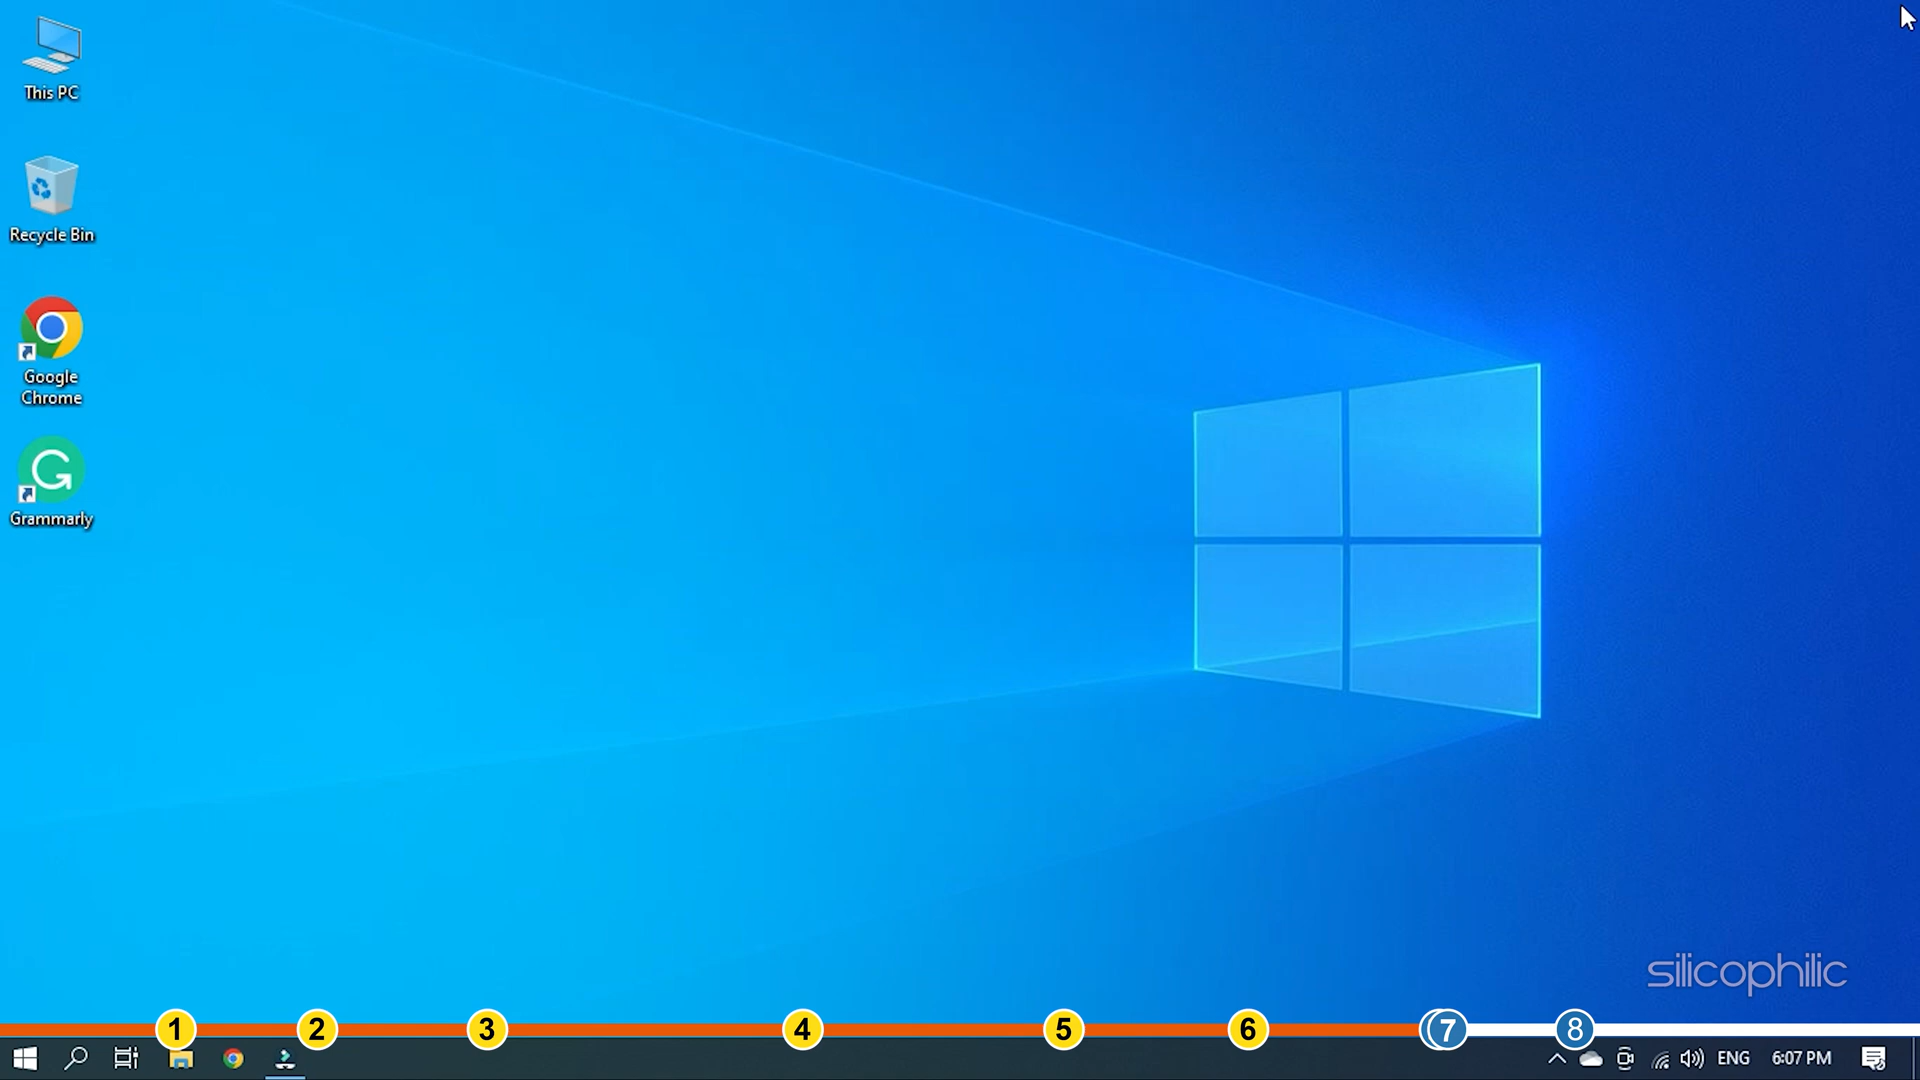 This PC
Recycle Bin
Google
Chrome
Grammarly
silicophilic
1
2
3
4
5
6
7
8
ENG
6:07 PM